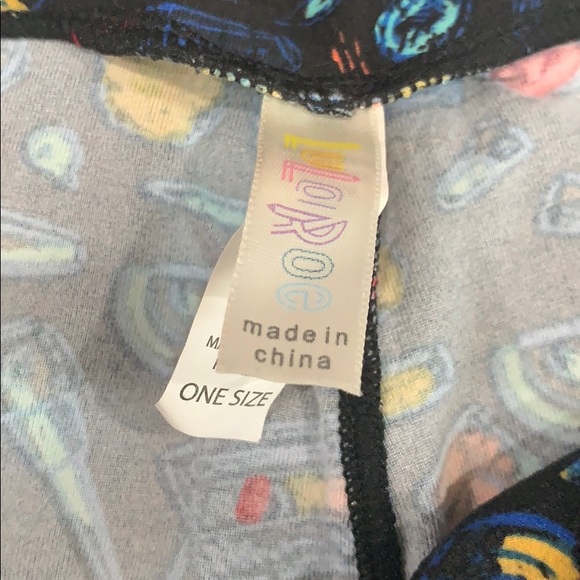 LuLaRoe
made in
china
ONE SIZE